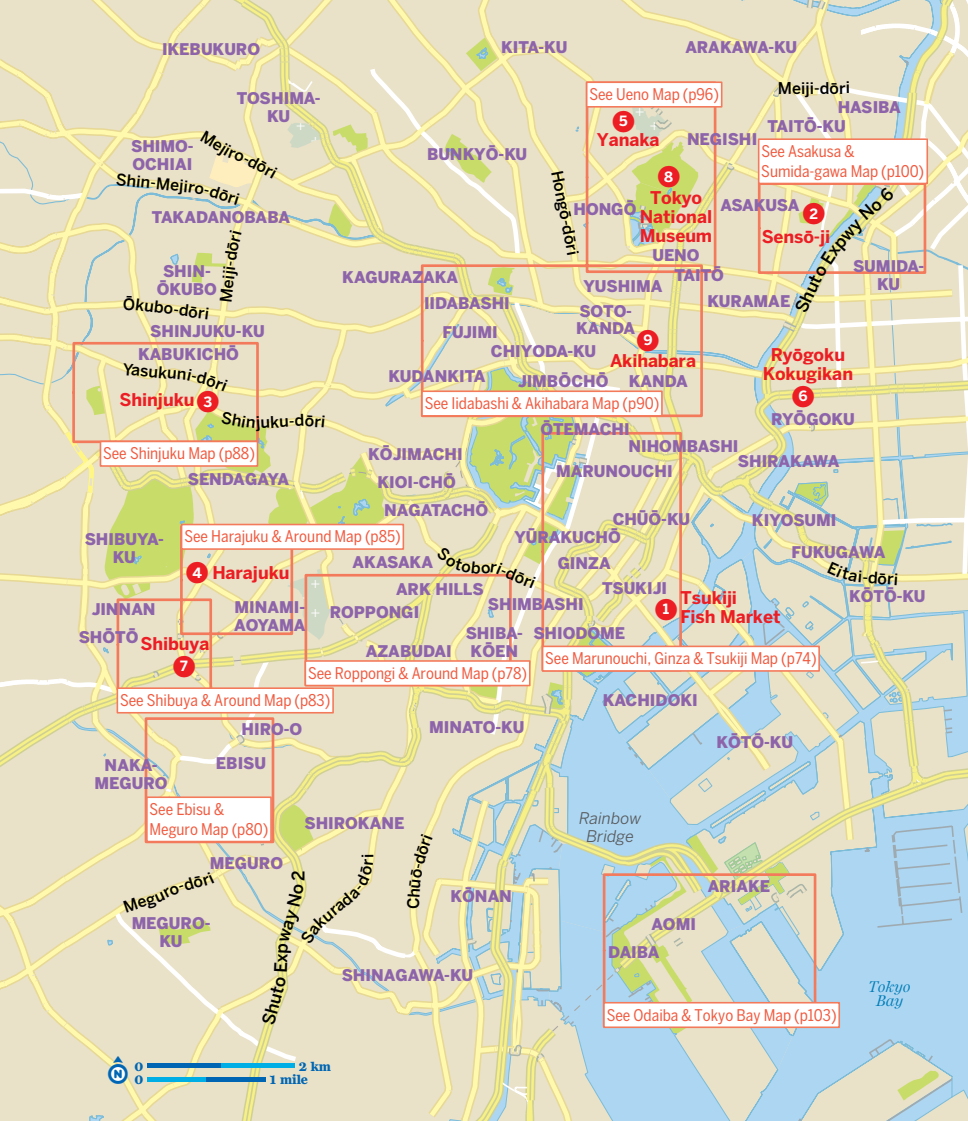 IKEBUKURO
KITA-KU
ARAKAWA-KU
TOSHIMA-
KU
See Ueno Map (p96)
Meiji-dōri
HASIBA
5
Yanaka
TAITŌ-KU
NEGISHI
SHIMO-
OCHIAI
Mejiro-dōri
BUNKYŌ-KU
See Asakusa &
Sumida-gawa Map (p100)
Shin-Mejiro-dōri
Hongō-dōri
8
Tokyo
National
Museum
HONGŌ
ASAKUSA
2
Sensō-ji
Shuto Expwy No 6
TAKADANOBABA
Meiji-dōri
UENO
SUMIDA-
KU
SHIN-
ŌKUBO
KAGURAZAKA
TAITŌ
YUSHIMA
KURAMAE
Ōkubo-dōri
IIDABASHI
SOTO-
KANDA
SHINJUKU-KU
FUJIMI
9
Akihabara
CHIYODA-KU
KABUKICHŌ
Yasukuni-dōri
KUDANKITA
JIMBŌCHŌ
KANDA
Ryōgoku
Kokugikan
6
RYŌGOKU
Shinjuku
3
Shinjuku-dōri
See Iidabashi & Akihabara Map (p90)
ŌTEMACHI
See Shinjuku Map (p88)
KŌJIMACHI
NIHOMBASHI
SHIRAKAWA
SENDAGAYA
KIOI-CHŌ
MARUNOUCHI
NAGATACHŌ
CHŪŌ-KU
KIYOSUMI
SHIBUYA-
KU
See Harajuku & Around Map (p85)
YŪRAKUCHŌ
FUKUGAWA
AKASAKA
Sotobori-dōri
GINZA
Eitai-dōri
4
Harajuku
ARK HILLS
TSUKIJI
KŌTŌ-KU
JINNAN
MINAMI-
AOYAMA
ROPPONGI
SHIMBASHI
1
Tsukiji
Fish Market
SHŌTŌ
Shibuya
7
AZABUDAI
SHIBA-
KŌEN
SHIODOME
See Roppongi & Around Map (p78)
See Marunouchi, Ginza & Tsukiji Map (p74)
See Shibuya & Around Map (p83)
KACHIDOKI
HIRO-O
MINATO-KU
KŌTŌ-KU
NAKA-
MEGURO
EBISU
See Ebisu &
Meguro Map (p80)
SHIROKANE
Rainbow
Bridge
MEGURO
Meguro-dōri
Shuto Expway No 2
Sakurada-dōri
Chūō-dōri
KŌNAN
ARIAKE
MEGURO-
KU
AOMI
DAIBA
SHINAGAWA-KU
Tokyo
Bay
See Odaiba & Tokyo Bay Map (p103)
N
0 2 km
0 1 mile